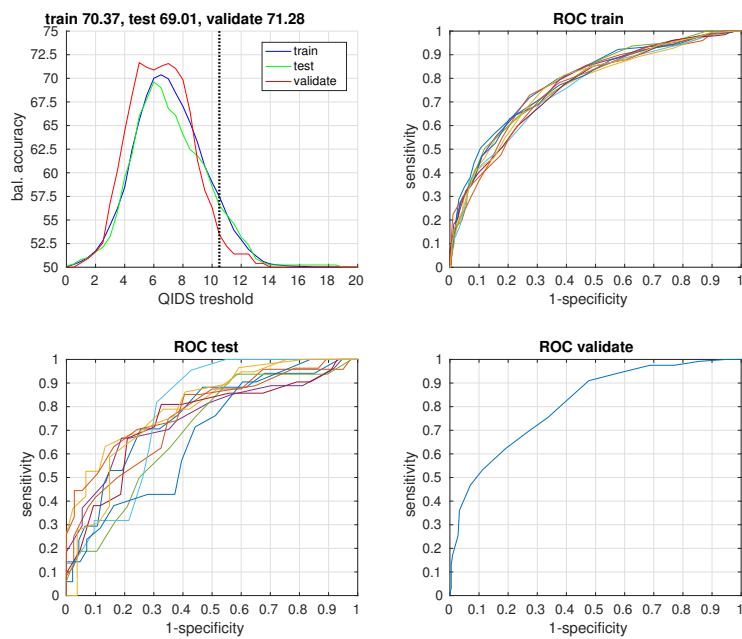 train 70.37, test 69.01, validate 71.28
75
72.5
70
67.5
65
62.5
60
57.5
55
52.5
50
bal. accuracy
train
test
validate
0 2 4 6 8 10 12 14 16 18 20
QIDS treshold
ROC train
1
0.9
0.8
0.7
0.6
0.5
0.4
0.3
0.2
0.1
0
sensitivity
0 0.1 0.2 0.3 0.4 0.5 0.6 0.7 0.8 0.9 1
1-specificity
ROC test
1
0.9
0.8
0.7
0.6
0.5
0.4
0.3
0.2
0.1
0
sensitivity
0 0.1 0.2 0.3 0.4 0.5 0.6 0.7 0.8 0.9 1
1-specificity
ROC validate
1
0.9
0.8
0.7
0.6
0.5
0.4
0.3
0.2
0.1
0
sensitivity
0 0.1 0.2 0.3 0.4 0.5 0.6 0.7 0.8 0.9 1
1-specificity